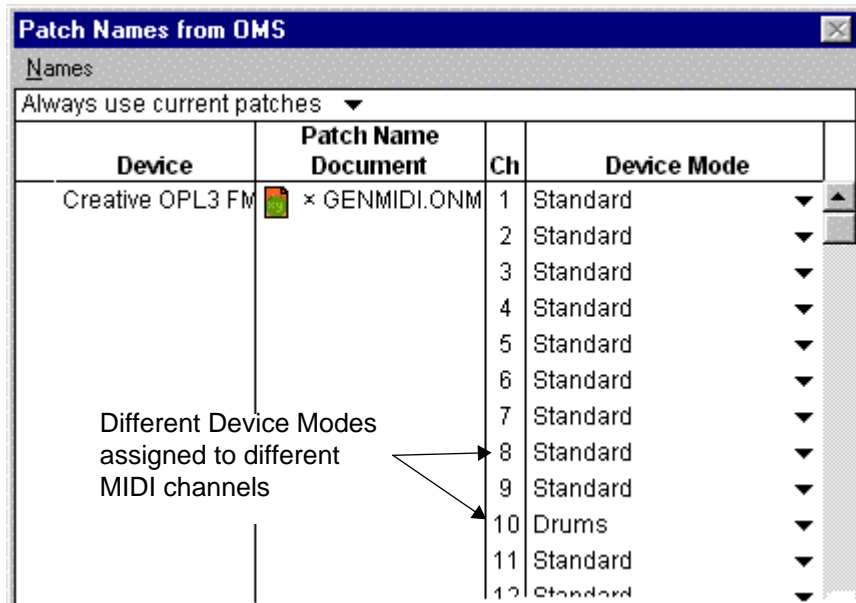 Patch Names from OMS
Names
Always use current patches
Device Patch Name Document Ch Device Mode
Creative OPL3 FM × GENMIDI.ONM 1 Standard
2 Standard
3 Standard
4 Standard
5 Standard
6 Standard
7 Standard
8 Standard
9 Standard
10 Drums
11 Standard
12 Standard
Different Device Modes
assigned to different
MIDI channels